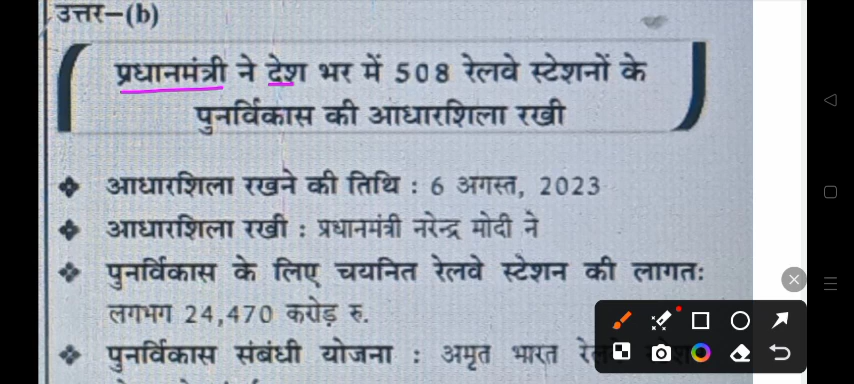 उत्तर–(b)
प्रधानमंत्री ने देश भर में 508 रेलवे स्टेशनों के
पुनर्विकास की आधारशिला रखी
❖ आधारशिला रखने की तिथि : 6 अगस्त, 2023
❖ आधारशिला रखी : प्रधानमंत्री नरेन्द्र मोदी ने
❖ पुनर्विकास के लिए चयनित रेलवे स्टेशन की लागतः
लगभग 24,470 करोड़ रु.
❖ पुनर्विकास संबंधी योजना : अमृत भारत